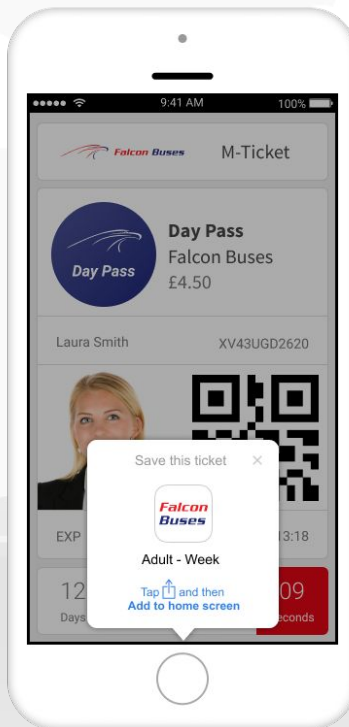 9:41 AM
100%
Falcon Buses
M-Ticket
Day Pass
Day Pass
Falcon Buses
£4.50
Laura Smith
XV43UGD2620
Save this ticket
Falcon
Buses
EXP
13:18
Adult - Week
12
09
Tap and then
Add to home screen
Days